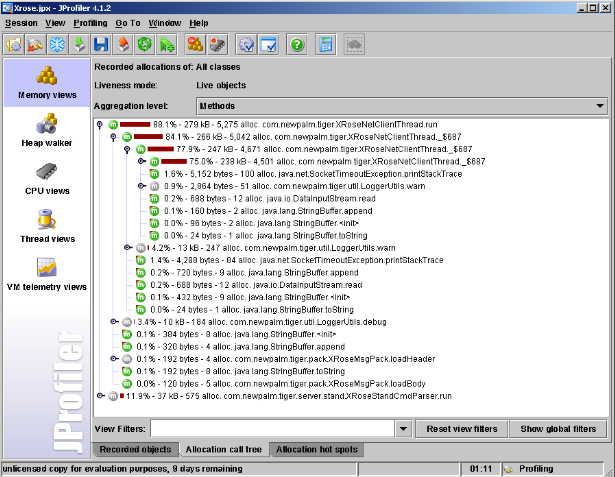 Xrose.jpx - JProfiler 4.1.2
Session View Profiling Go To Window Help
Recorded allocations of: All classes
Liveness mode: Live objects
Aggregation level: Methods
Memory views
Heap walker
CPU views
Thread views
VM telemetry views
JProfiler
88.1% - 279 kB - 5,275 alloc. com.newpalm.tiger.XRoseNetClientThread.run
84.1% - 266 kB - 5,042 alloc. com.newpalm.tiger.XRoseNetClientThread._$687
77.9% - 247 kB - 4,671 alloc. com.newpalm.tiger.XRoseNetClientThread._$687
75.0% - 238 kB - 4,501 alloc. com.newpalm.tiger.XRoseNetClientThread._$687
1.6% - 5,152 bytes - 100 alloc. java.net.SocketTimeoutException.printStackTrace
0.9% - 2,864 bytes - 51 alloc. com.newpalm.tiger.util.LoggerUtils.warn
0.2% - 688 bytes - 12 alloc. java.io.DataInputStream.read
0.1% - 160 bytes - 2 alloc. java.lang.StringBuffer.append
0.0% - 96 bytes - 2 alloc. java.lang.StringBuffer.<init>
0.0% - 24 bytes - 1 alloc. java.lang.StringBuffer.toString
4.2% - 13 kB - 247 alloc. com.newpalm.tiger.util.LoggerUtils.warn
1.4% - 4,288 bytes - 84 alloc. java.net.SocketTimeoutException.printStackTrace
0.2% - 720 bytes - 9 alloc. java.lang.StringBuffer.append
0.2% - 688 bytes - 12 alloc. java.io.DataInputStream.read
0.1% - 432 bytes - 9 alloc. java.lang.StringBuffer.<init>
0.0% - 24 bytes - 1 alloc. java.lang.StringBuffer.toString
3.4% - 10 kB - 184 alloc. com.newpalm.tiger.util.LoggerUtils.debug
0.1% - 384 bytes - 8 alloc. java.lang.StringBuffer.<init>
0.1% - 320 bytes - 4 alloc. java.lang.StringBuffer.append
0.1% - 192 bytes - 4 alloc. com.newpalm.tiger.pack.XRoseMsgPack.loadHeader
0.1% - 192 bytes - 8 alloc. java.lang.StringBuffer.toString
0.0% - 120 bytes - 5 alloc. com.newpalm.tiger.pack.XRoseMsgPack.loadBody
11.9% - 37 kB - 575 alloc. com.newpalm.tiger.server.stand.XRoseStandCmdParser.run
View Filters: Reset view filters Show global filters
Recorded objects Allocation call tree Allocation hot spots
unlicensed copy for evaluation purposes, 9 days remaining 01:11 Profiling